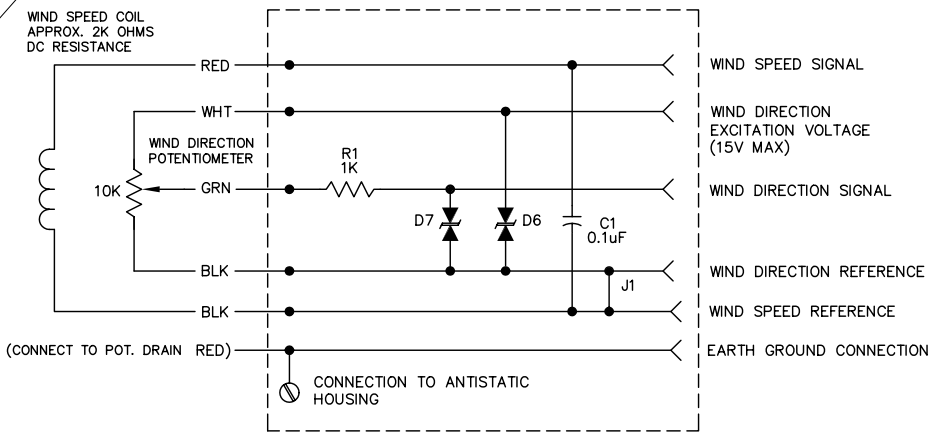 WIND SPEED COIL
APPROX. 2K OHMS
DC RESISTANCE
RED
WIND SPEED SIGNAL
WHT
WIND DIRECTION
EXCITATION VOLTAGE
(15V MAX)
WIND DIRECTION
POTENTIOMETER
R1
1K
10K
GRN
WIND DIRECTION SIGNAL
D7
D6
C1
0.1uF
BLK
WIND DIRECTION REFERENCE
J1
BLK
WIND SPEED REFERENCE
(CONNECT TO POT. DRAIN RED)
EARTH GROUND CONNECTION
CONNECTION TO ANTISTATIC
HOUSING